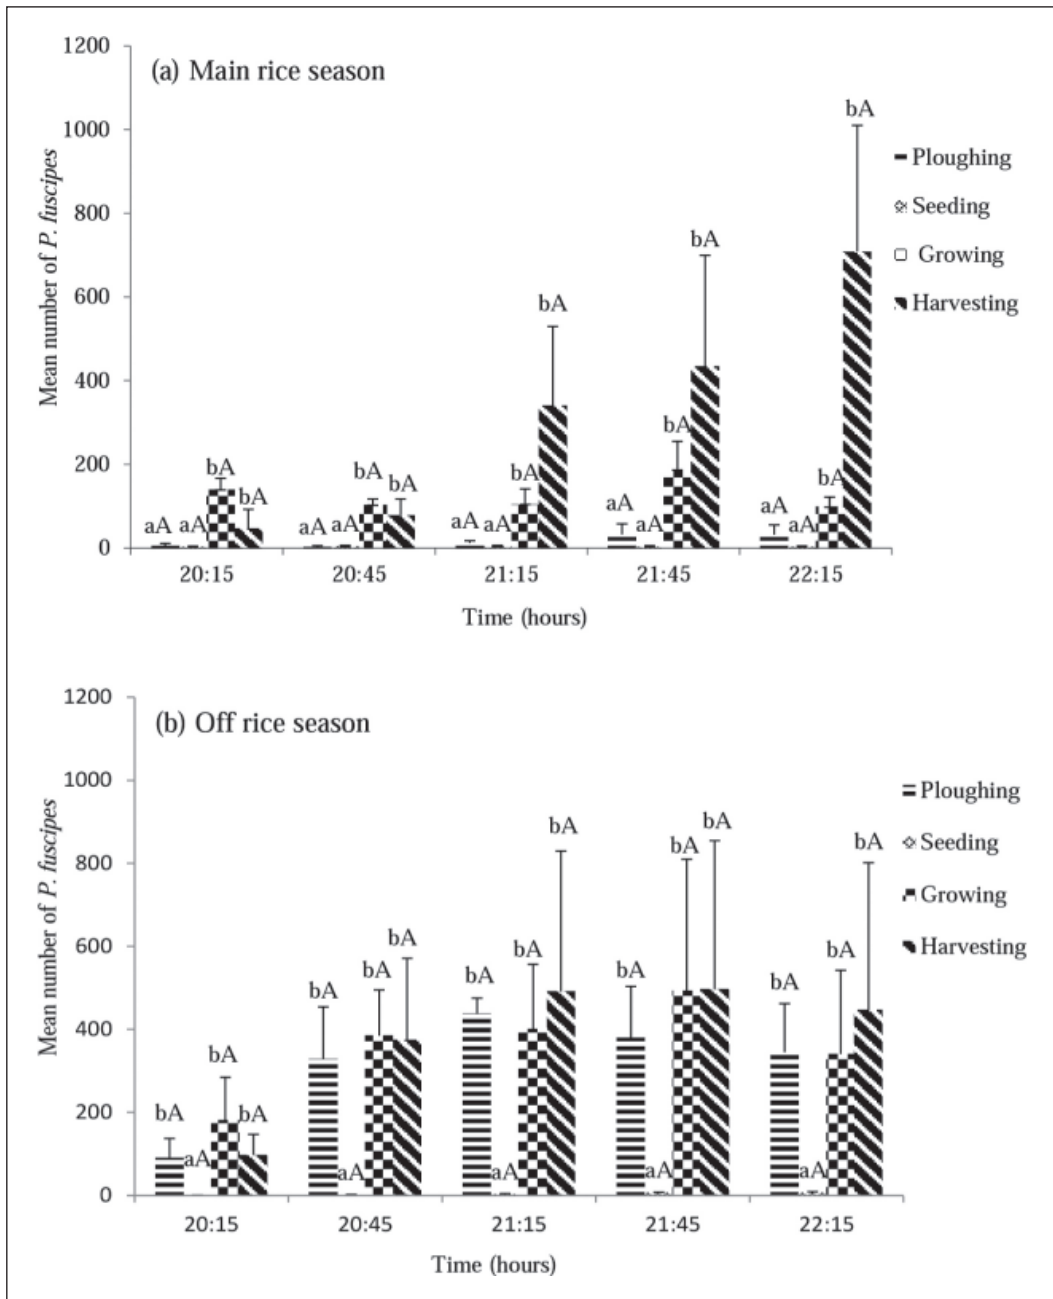 (a) Main rice season
Mean number of P. fuscipes
1200
1000
800
600
400
200
0
aA aA bA bA
aA aA bA bA
aA aA bA bA
aA aA bA bA
aA aA bA bA
20:15 20:45 21:15 21:45 22:15
Time (hours)
Ploughing
Seeding
Growing
Harvesting
(b) Off rice season
Mean number of P. fuscipes
1200
1000
800
600
400
200
0
bA aA bA bA
bA aA bA bA
bA aA bA bA
bA aA bA bA
bA aA bA bA
20:15 20:45 21:15 21:45 22:15
Time (hours)
Ploughing
Seeding
Growing
Harvesting